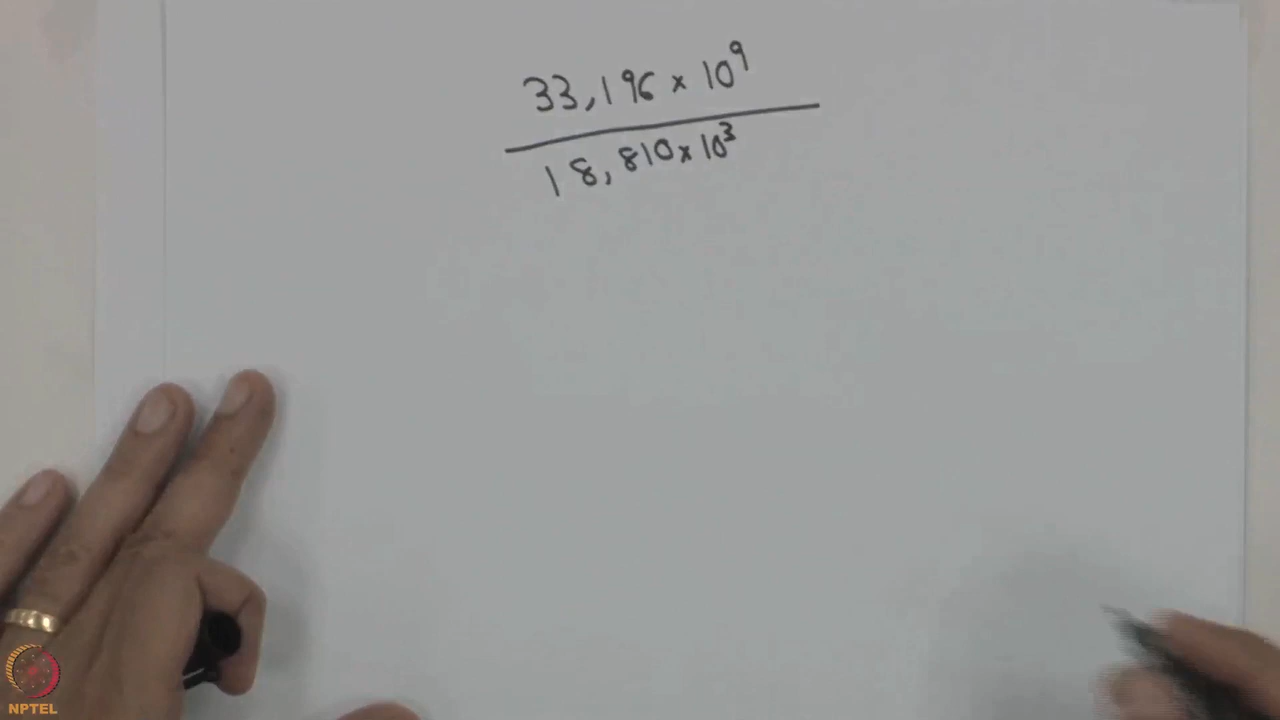 33,196 × 10⁹
18,810 × 10³
NPTEL